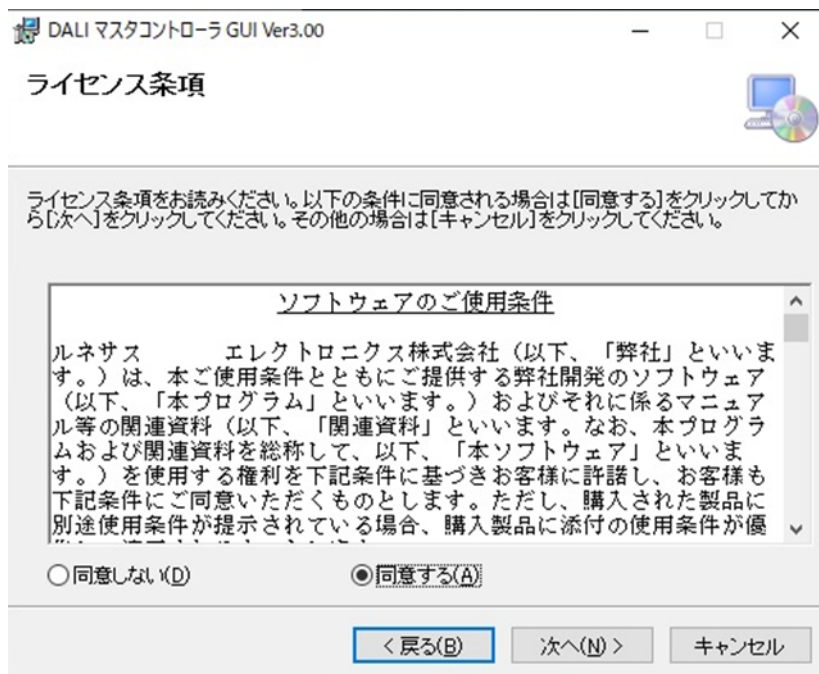 DALI マスタコントローラ GUI Ver3.00
ライセンス条項
ライセンス条項をお読みください。以下の条件に同意される場合は[同意する]をクリックしてか
ら[次へ]をクリックしてください。その他の場合は[キャンセル]をクリックしてください。
ソフトウェアのご使用条件
ルネサス エレクトロニクス株式会社（以下、「弊社」といいま
す。）は、本ご使用条件とともにご提供する弊社開発のソフトウェア
（以下、「本プログラム」といいます。）およびそれに係るマニュア
ル等の関連資料（以下、「関連資料」といいます。なお、本プログラ
ムおよび関連資料を総称して、以下、「本ソフトウェア」といいま
す。）を使用する権利を下記条件に基づきお客様に許諾し、お客様も
下記条件にご同意いただくものとします。ただし、購入された製品に
別途使用条件が提示されている場合、購入製品に添付の使用条件が優
同意しない(D) 同意する(A)
< 戻る(B) 次へ(N) > キャンセル